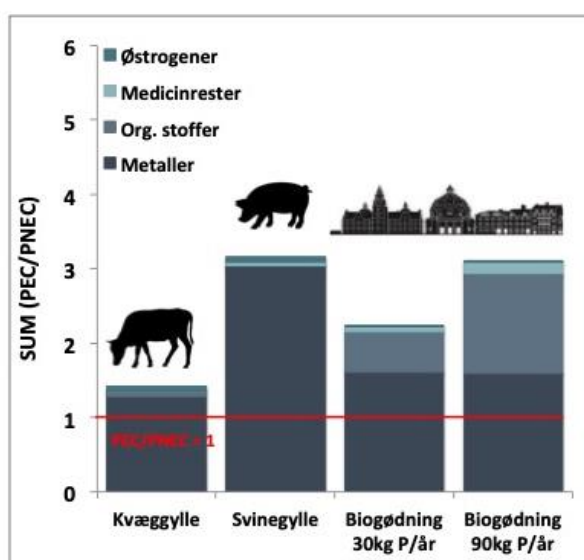 6
5
4
3
2
1
0
SUM (PEC/PNEC)
Østrogener
Medicinrester
Org. stoffer
Metaller
PEC/PNEC = 1
Kvæggylle
Svinegylle
Biogødning
30kg P/år
Biogødning
90kg P/år